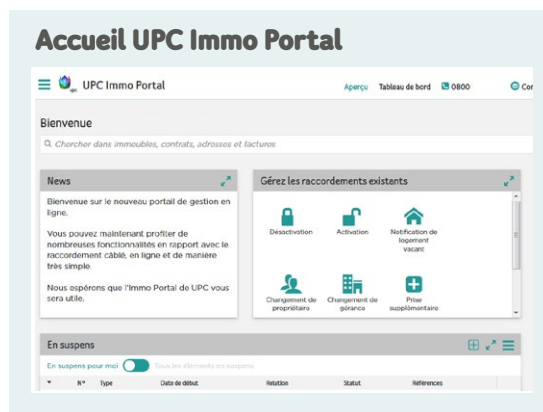 Accueil UPC Immo Portal
upc UPC Immo Portal
Aperçu Tableau de bord 0800 Con
Bienvenue
Chercher dans immeubles, contrats, adresses et factures
News
Bienvenue sur le nouveau portail de gestion en
ligne.
Vous pouvez maintenant profiter de
nombreuses fonctionnalités en rapport avec le
raccordement câblé, en ligne et de manière
très simple.
Nous espérons que l'Immo Portal de UPC vous
sera utile.
Gérez les raccordements existants
Désactivation
Activation
Notification de
logement
vacant
Changement de
propriétaire
Changement de
gérance
Prise
supplémentaire
En suspens
En suspens pour moi Tous les éléments en suspens
N° Type Date de début Relation Statut Références